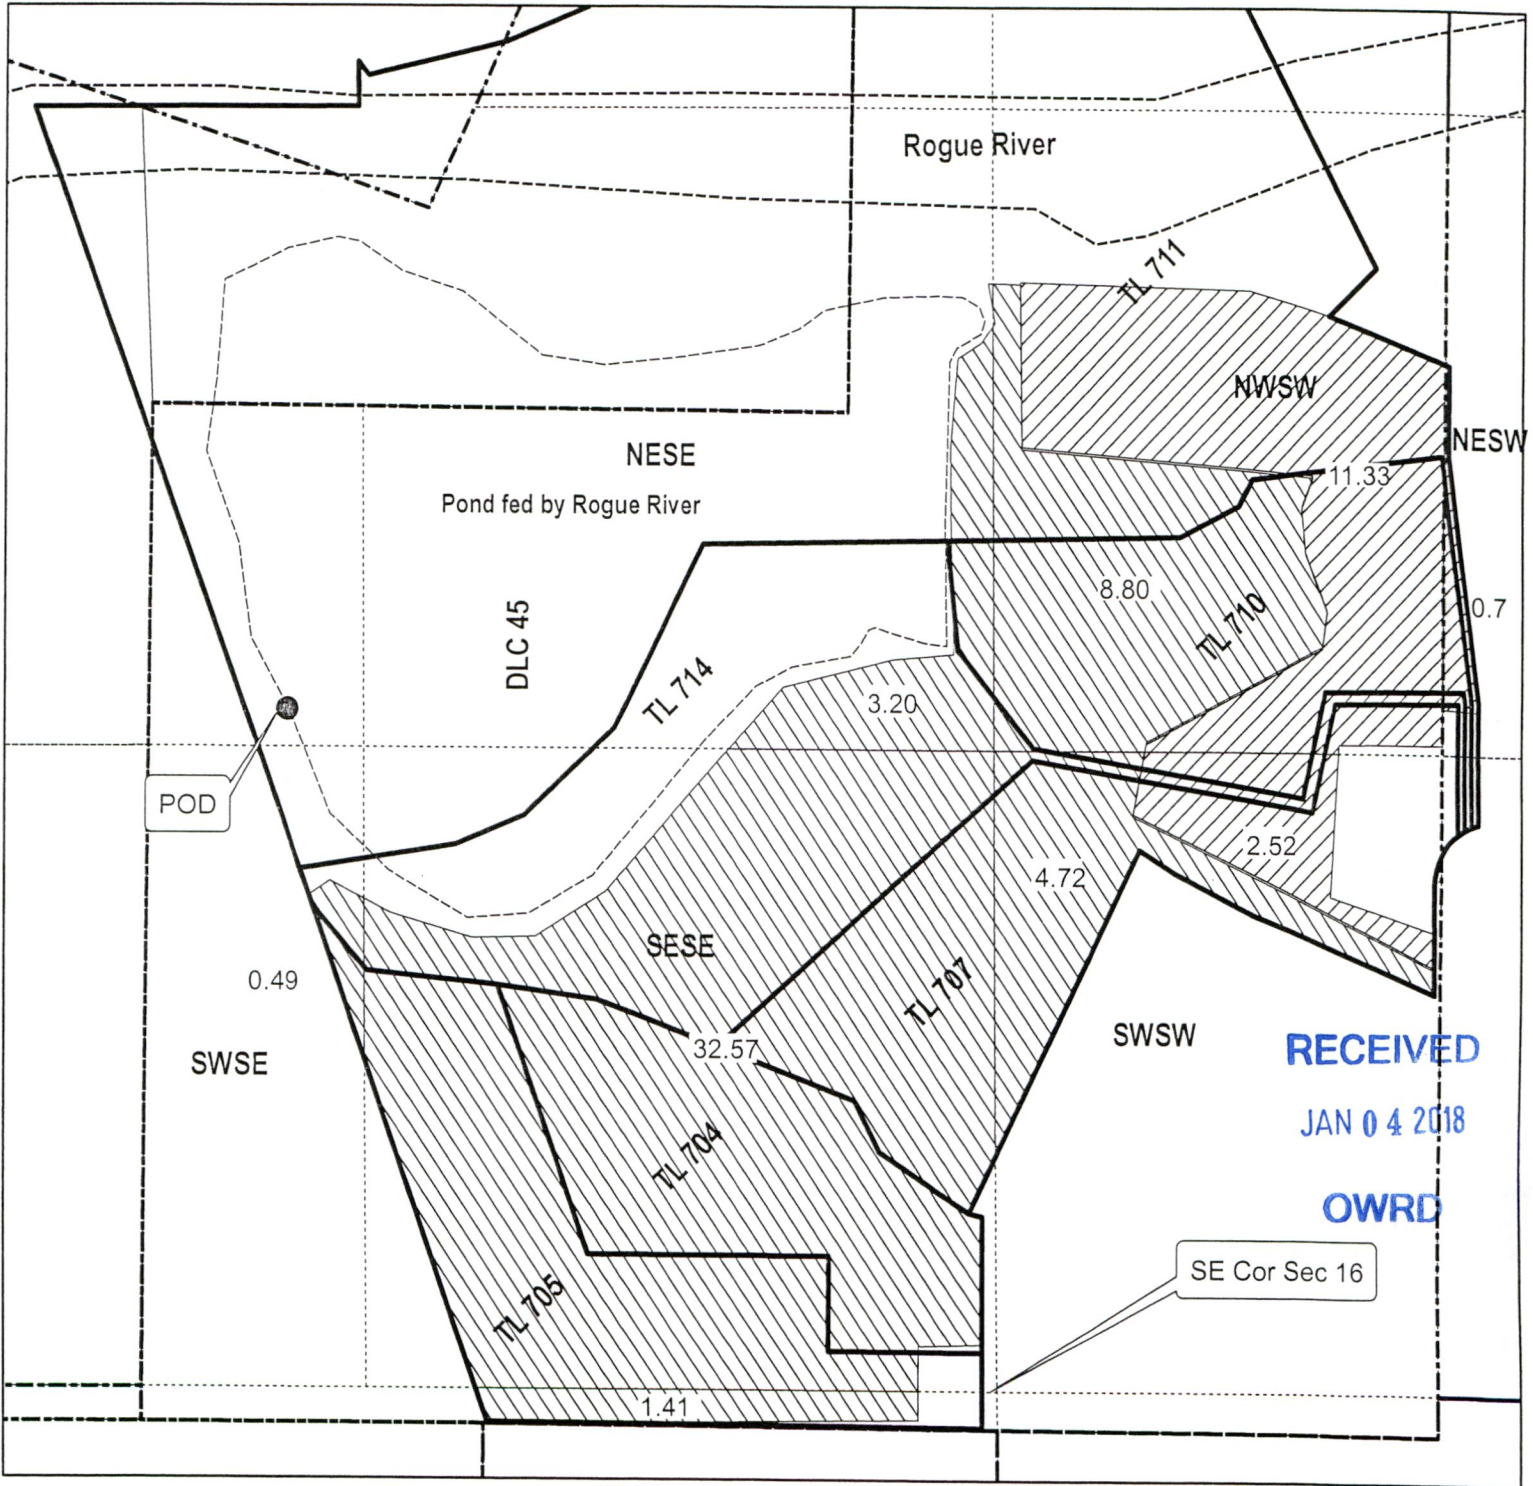 Rogue River
TL 711
NWSW
NESW
NESE
11.33
Pond fed by Rogue River
8.80
0.7
DLC 45
TL 710
TL 714
3.20
POD
2.52
4.72
SESE
0.49
TL 707
SWSW
32.57
RECEIVED
SWSE
JAN 04 2018
TL 704
OWRD
SE Cor Sec 16
TL 705
1.41